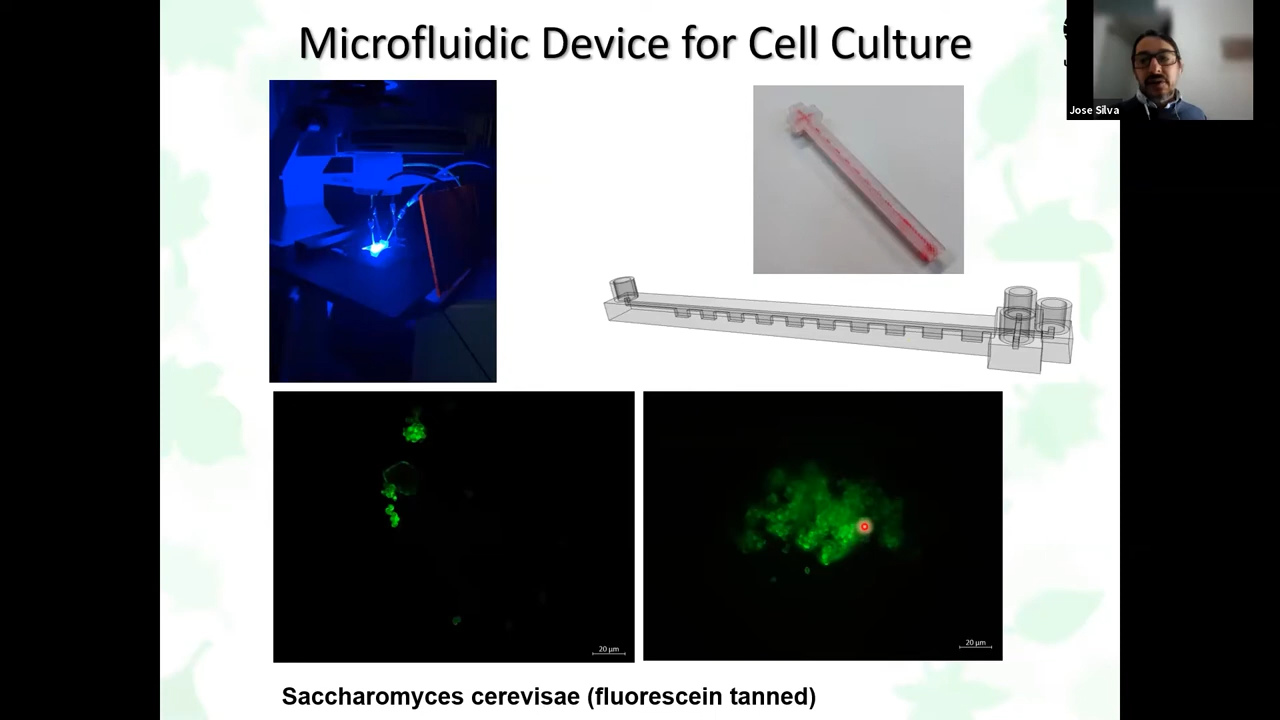 Microfluidic Device for Cell Culture
Jose Silva
20 µm
20 µm
Saccharomyces cerevisae (fluorescein tanned)